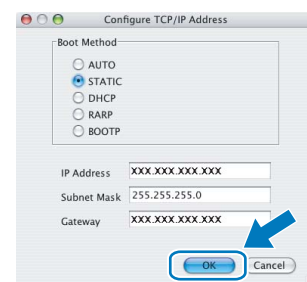 Configure TCP/IP Address
Boot Method
AUTO
STATIC
DHCP
RARP
BOOTP
IP Address XXX.XXX.XXX.XXX
Subnet Mask 255.255.255.0
Gateway XXX.XXX.XXX.XXX
OK Cancel